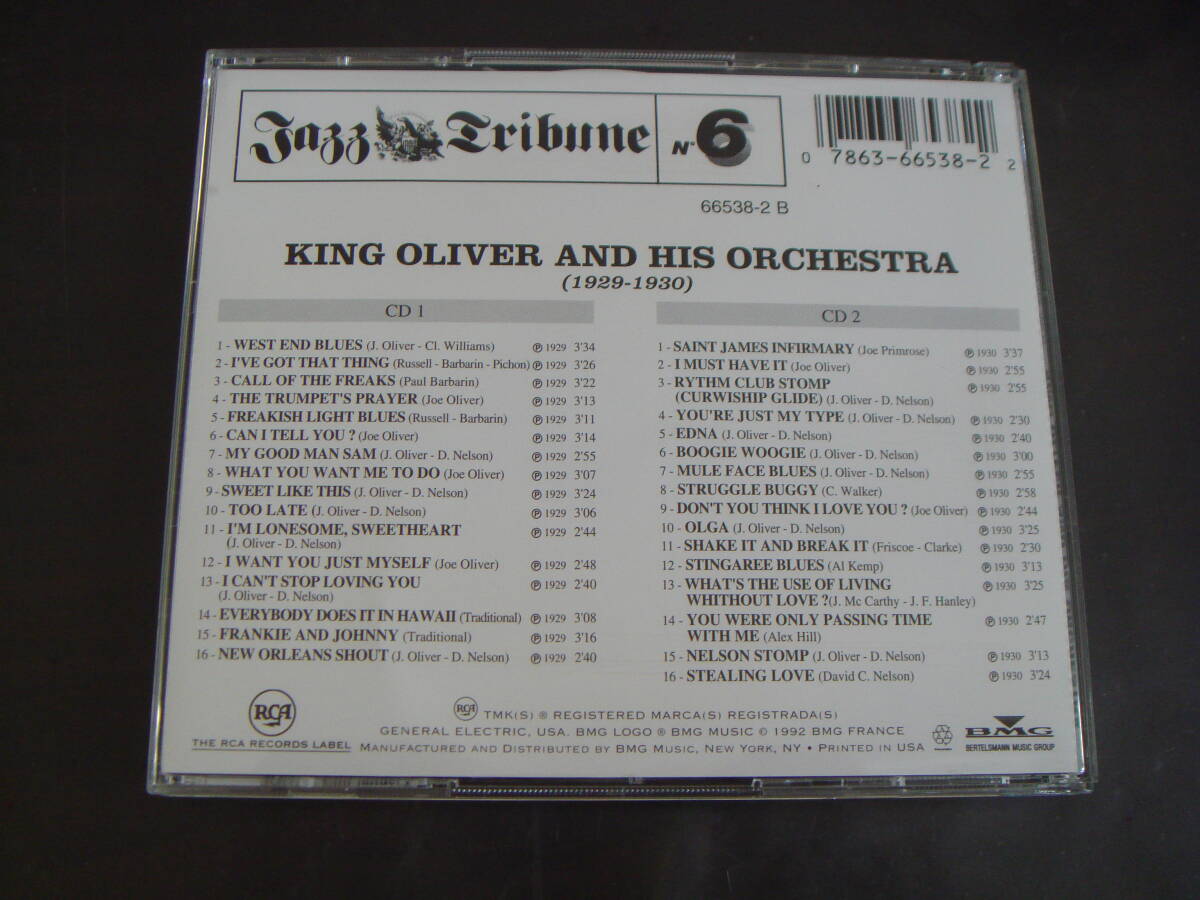 Jazz Tribune N°6
0 7863-66538-2 2
66538-2 B
KING OLIVER AND HIS ORCHESTRA
(1929-1930)
CD 1
1 - WEST END BLUES (J. Oliver - Cl. Williams) ℗ 1929 3'34
2 - I'VE GOT THAT THING (Russell - Barbarin - Pichon) ℗ 1929 3'26
3 - CALL OF THE FREAKS (Paul Barbarin) ℗ 1929 3'22
4 - THE TRUMPET'S PRAYER (Joe Oliver) ℗ 1929 3'13
5 - FREAKISH LIGHT BLUES (Russell - Barbarin) ℗ 1929 3'11
6 - CAN I TELL YOU ? (Joe Oliver) ℗ 1929 3'14
7 - MY GOOD MAN SAM (J. Oliver - D. Nelson) ℗ 1929 2'55
8 - WHAT YOU WANT ME TO DO (Joe Oliver) ℗ 1929 3'07
9 - SWEET LIKE THIS (J. Oliver - D. Nelson) ℗ 1929 3'24
10 - TOO LATE (J. Oliver - D. Nelson) ℗ 1929 3'06
11 - I'M LONESOME, SWEETHEART ℗ 1929 2'44
(J. Oliver - D. Nelson)
12 - I WANT YOU JUST MYSELF (Joe Oliver) ℗ 1929 2'48
13 - I CAN'T STOP LOVING YOU ℗ 1929 2'40
(J. Oliver - D. Nelson)
14 - EVERYBODY DOES IT IN HAWAII (Traditional) ℗ 1929 3'08
15 - FRANKIE AND JOHNNY (Traditional) ℗ 1929 3'16
16 - NEW ORLEANS SHOUT (J. Oliver - D. Nelson) ℗ 1929 2'40
CD 2
1 - SAINT JAMES INFIRMARY (Joe Primrose) ℗ 1930 3'37
2 - I MUST HAVE IT (Joe Oliver) ℗ 1930 2'55
3 - RYTHM CLUB STOMP ℗ 1930 2'55
(CURWISHIP GLIDE) (J. Oliver - D. Nelson)
4 - YOU'RE JUST MY TYPE (J. Oliver - D. Nelson) ℗ 1930 2'30
5 - EDNA (J. Oliver - D. Nelson) ℗ 1930 2'40
6 - BOOGIE WOOGIE (J. Oliver - D. Nelson) ℗ 1930 3'00
7 - MULE FACE BLUES (J. Oliver - D. Nelson) ℗ 1930 2'55
8 - STRUGGLE BUGGY (C. Walker) ℗ 1930 2'58
9 - DON'T YOU THINK I LOVE YOU ? (Joe Oliver) ℗ 1930 2'44
10 - OLGA (J. Oliver - D. Nelson) ℗ 1930 3'25
11 - SHAKE IT AND BREAK IT (Friscoe - Clarke) ℗ 1930 2'30
12 - STINGAREE BLUES (Al Kemp) ℗ 1930 3'13
13 - WHAT'S THE USE OF LIVING ℗ 1930 3'25
WHITHOUT LOVE ?(J. Mc Carthy - J. F. Hanley)
14 - YOU WERE ONLY PASSING TIME ℗ 1930 2'47
WITH ME (Alex Hill)
15 - NELSON STOMP (J. Oliver - D. Nelson) ℗ 1930 3'13
16 - STEALING LOVE (David C. Nelson) ℗ 1930 3'24
RCA
THE RCA RECORDS LABEL
RCA TMK(S) ® REGISTERED MARCA(S) REGISTRADA(S)
GENERAL ELECTRIC, USA. BMG LOGO ® BMG MUSIC © 1992 BMG FRANCE
MANUFACTURED AND DISTRIBUTED BY BMG MUSIC, NEW YORK, NY • PRINTED IN USA
BMG
BERTELSMANN MUSIC GROUP